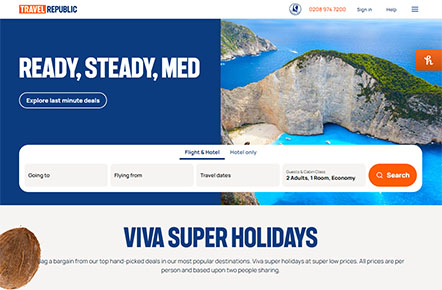 TRAVEL REPUBLIC
0208 974 7200 Sign in Help
READY, STEADY, MED
Explore last minute deals
Flight & Hotel Hotel only
Going to
Flying from
Travel dates
Guests & Cabin Class
2 Adults, 1 Room, Economy
Search
VIVA SUPER HOLIDAYS
ag a bargain from our top hand-picked deals in our most popular destinations. Viva super holidays at super low prices. All prices are per
person and based upon two people sharing.